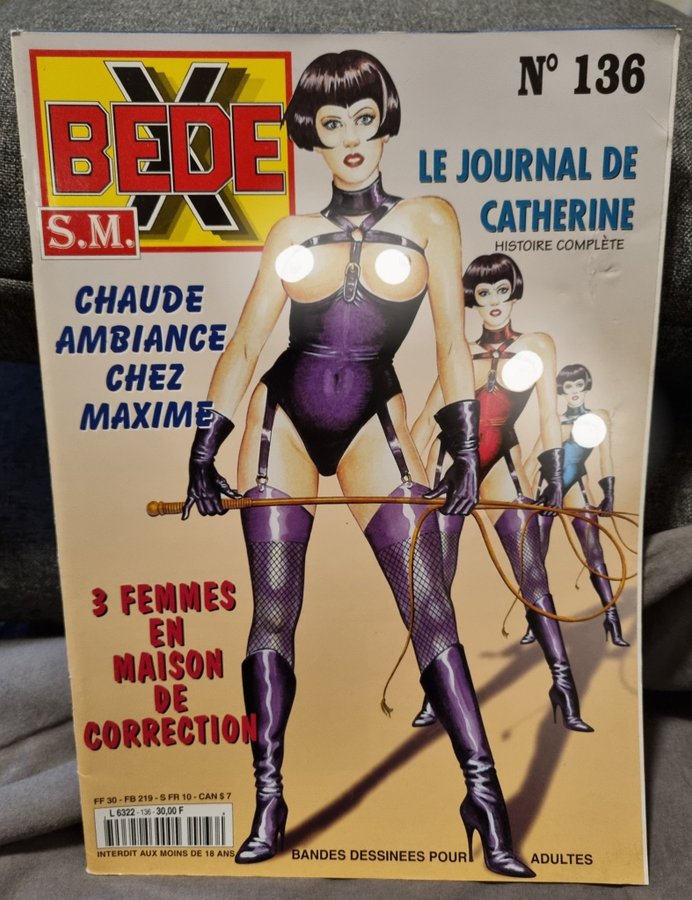 BEDE
X
S.M.
N° 136
LE JOURNAL DE
CATHERINE
HISTOIRE COMPLÈTE
CHAUDE
AMBIANCE
CHEZ
MAXIME
3 FEMMES
EN
MAISON
DE
CORRECTION
FF 30 - FB 219 - S FR 10 - CAN $ 7
L 6322 - 136 - 30,00 F
INTERDIT AUX MOINS DE 18 ANS
BANDES DESSINEES POUR ADULTES